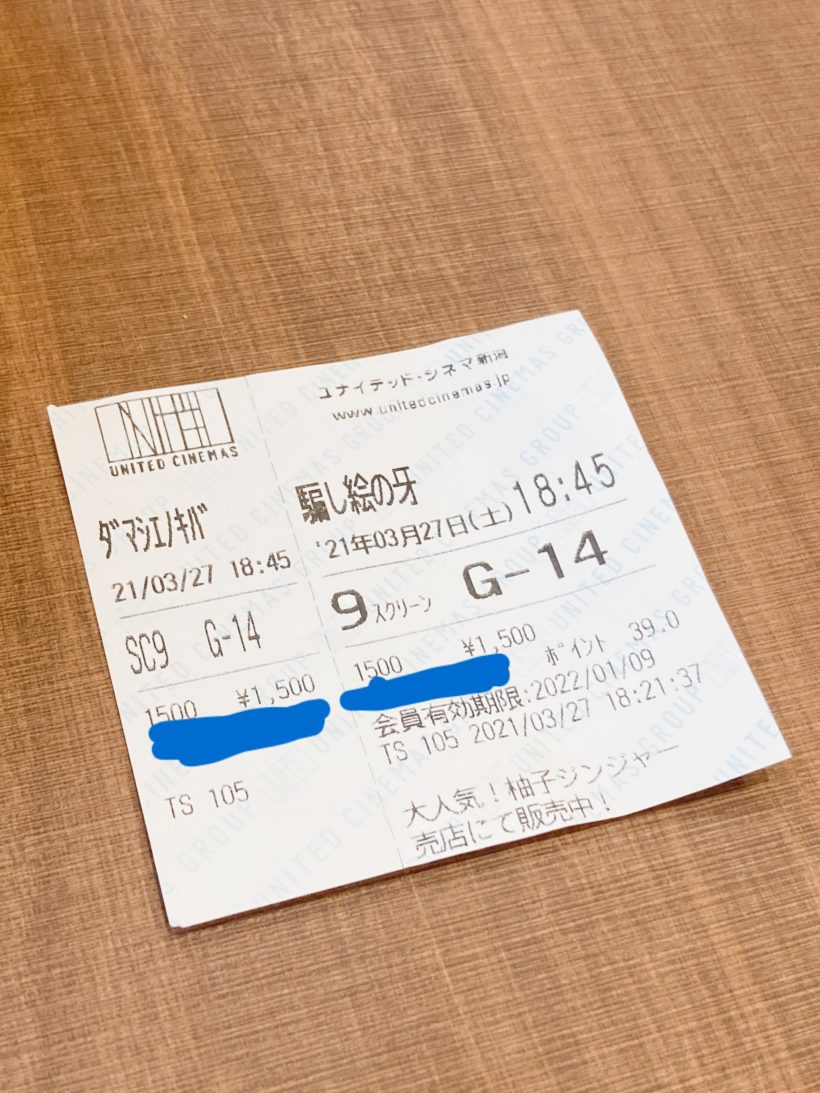 UNITED
UNITED CINEMAS
ダマシエノキバ
21/03/27 18:45
SC9 G-14
1500 ¥1,500
TS 105
ユナイテッド・シネマ新潟
www.unitedcinemas.jp
騙し絵の牙
'21年03月27日(土) 18:45
9スクリーン G-14
1500 ¥1,500
ポイント 39.0
会員有効期限:2022/01/09
TS 105 2021/03/27 18:21:37
大人気!柚子ジンジャー
売店にて販売中!
UNITED CINEMAS GROUP